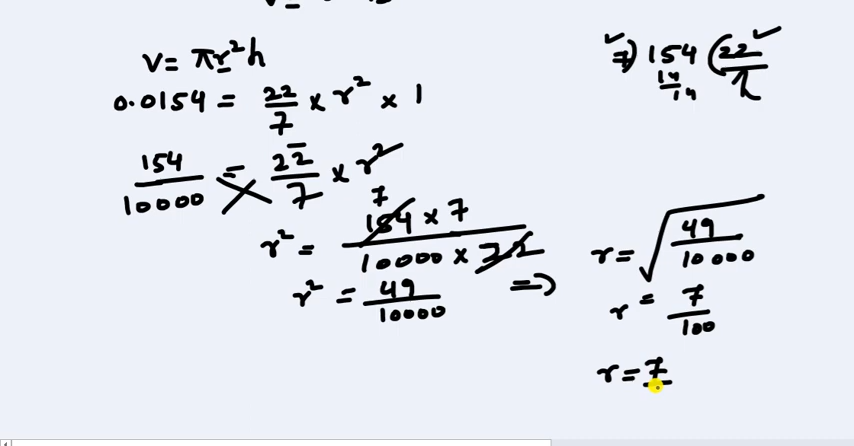 V = πr²h
0.0154 = 22/7 × r² × 1
154/10000 = 22/7 × r²
7
r² = 154 × 7 / 10000 × 22
r² = 49/10000 =>
7) 154 (22
14
14
r = √49/10000
r = 7/100
r = 7